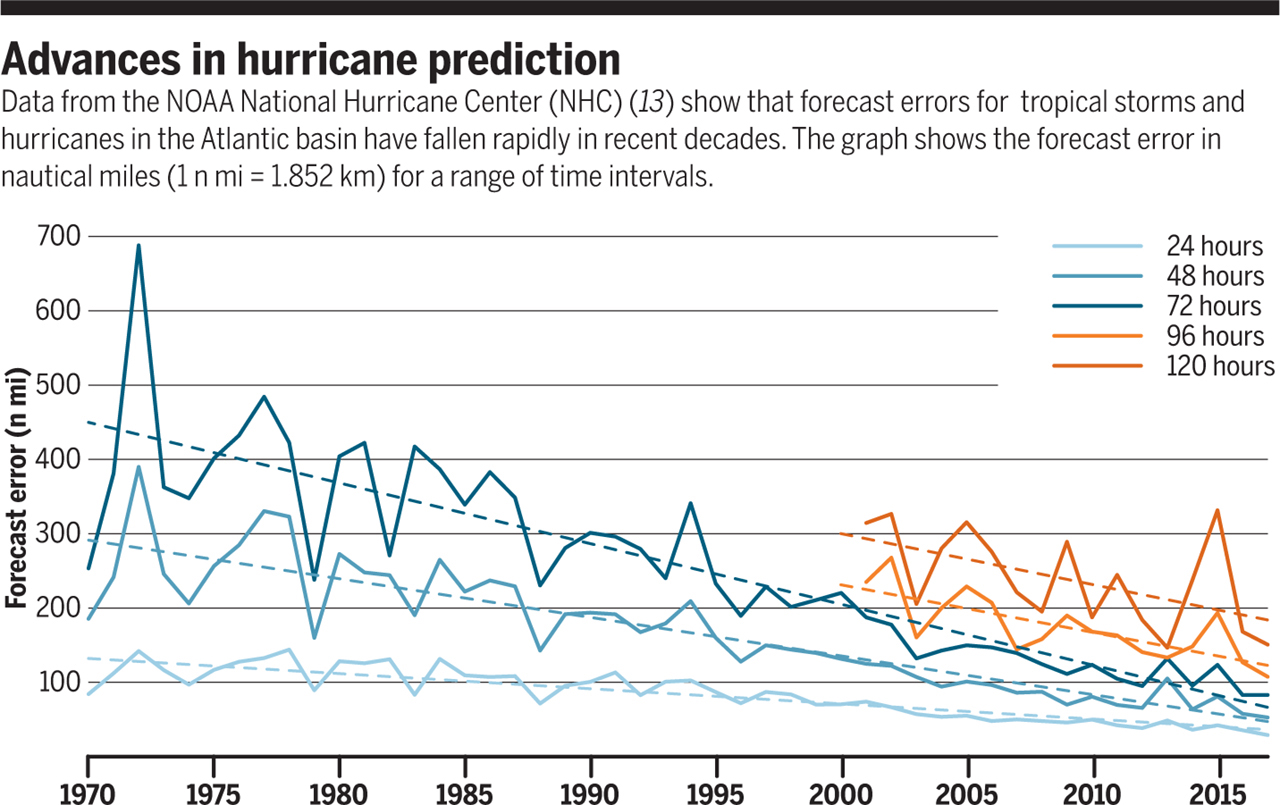 Advances in hurricane prediction
Data from the NOAA National Hurricane Center (NHC) (13) show that forecast errors for tropical storms and
hurricanes in the Atlantic basin have fallen rapidly in recent decades. The graph shows the forecast error in
nautical miles (1 n mi = 1.852 km) for a range of time intervals.
Forecast error (n mi)
700
600
500
400
300
200
100
24 hours
48 hours
72 hours
96 hours
120 hours
1970 1975 1980 1985 1990 1995 2000 2005 2010 2015